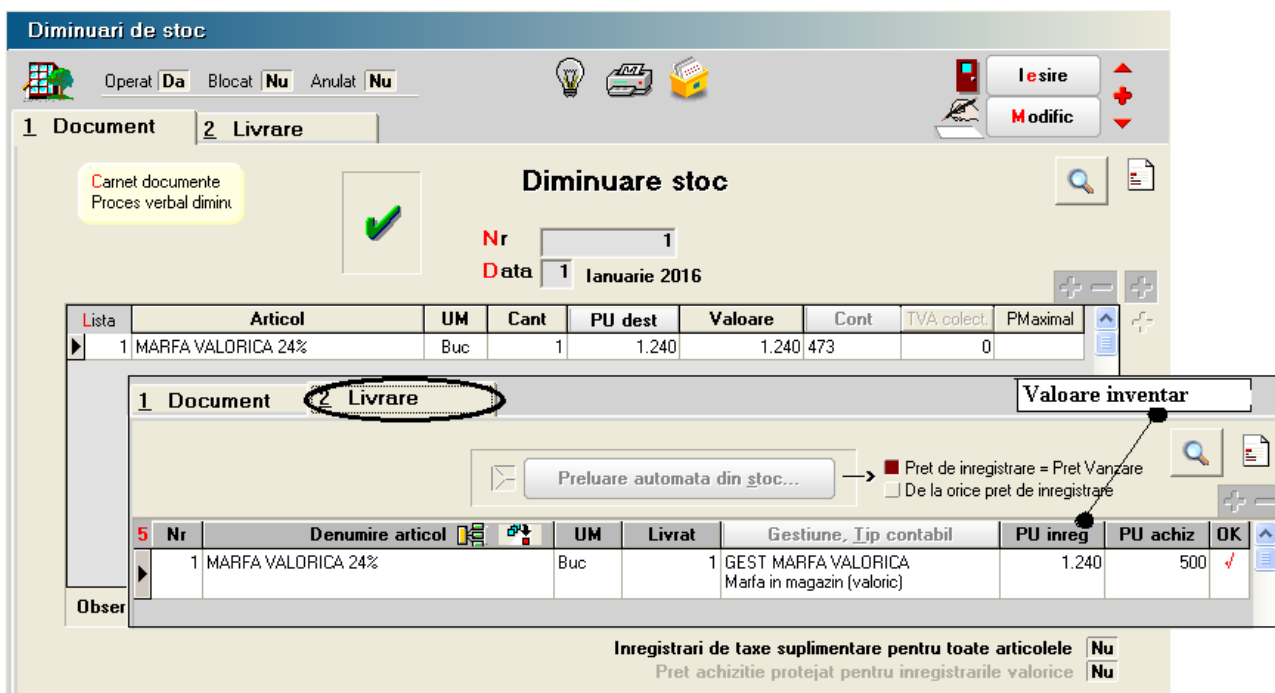 Diminuari de stoc
Operat Da Blocat Nu Anulat Nu
Iesire
Modific
1 Document 2 Livrare
Carnet documente
Proces verbal diminu
Diminuare stoc
Nr 1
Data 1 Ianuarie 2016
Lista Articol UM Cant PU dest Valoare Cont TVA colect. PMaximal
1 MARFA VALORICA 24% Buc 1 1.240 1.240 473 0
1 Document 2 Livrare
Valoare inventar
Preluare automata din stoc...
Pret de inregistrare = Pret Vanzare
De la orice pret de inregistrare
5 Nr Denumire articol UM Livrat Gestiune, Tip contabil PU inreg PU achiz OK
1 MARFA VALORICA 24% Buc 1 GEST MARFA VALORICA 1.240 500
Marfa in magazin (valoric)
Obser
Inregistrari de taxe suplimentare pentru toate articolele Nu
Pret achizitie protejat pentru inregistrarile valorice Nu